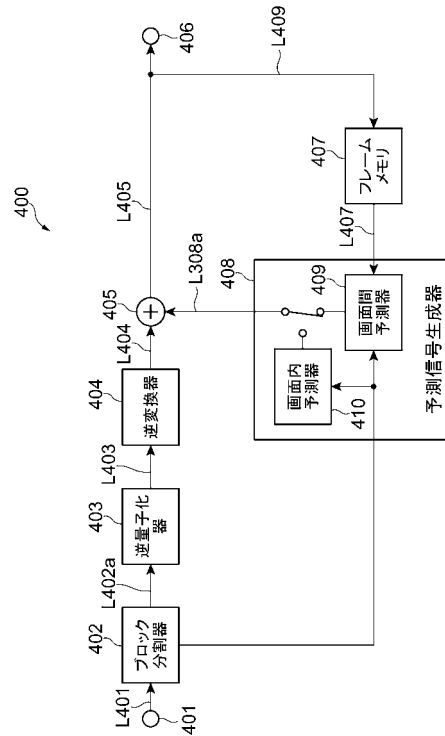 400
401
L401
402
ブロック
分割器
L402a
403
逆量子化
器
L403
404
逆変換器
L404
405
L405
406
L409
L308a
408
407
フレーム
メモリ
L407
409
画面間
予測器
画面内
予測器
410
予測信号生成器